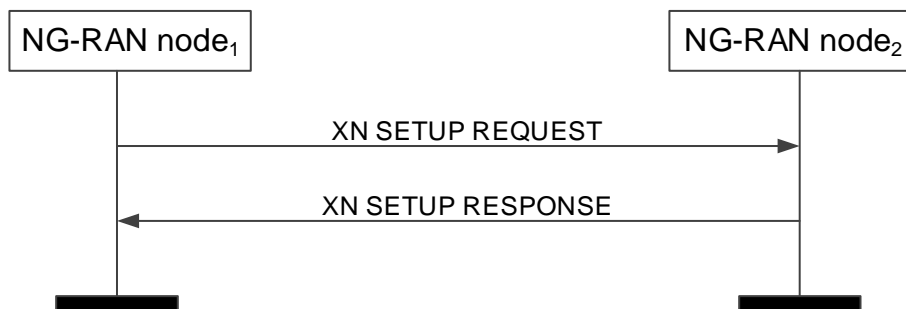 NG-RAN node₁
NG-RAN node₂
XN SETUP REQUEST
XN SETUP RESPONSE